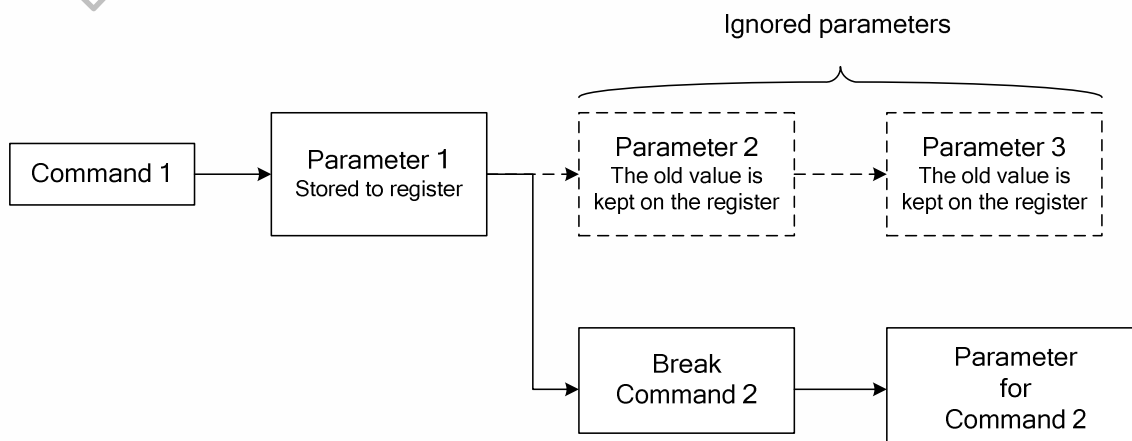 Ignored parameters
Command 1
Parameter 1
Stored to register
Parameter 2
The old value is
kept on the register
Parameter 3
The old value is
kept on the register
Break
Command 2
Parameter
for
Command 2